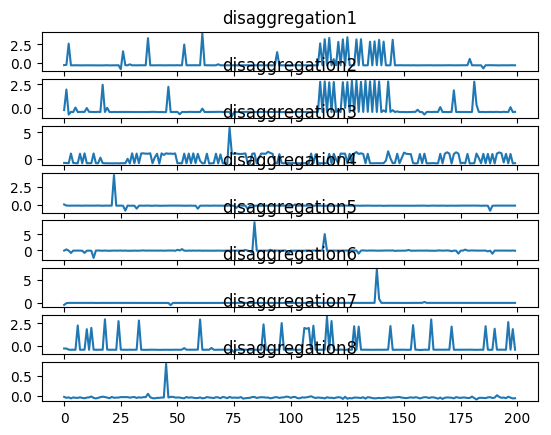 disaggregation1
2.5
0.0
disaggregation2
2.5
0.0
disaggregation3
5
0
disaggregation4
2.5
0.0
disaggregation5
5
0
disaggregation6
5
0
disaggregation7
2.5
0.0
disaggregation8
0.5
0.0
0 25 50 75 100 125 150 175 200